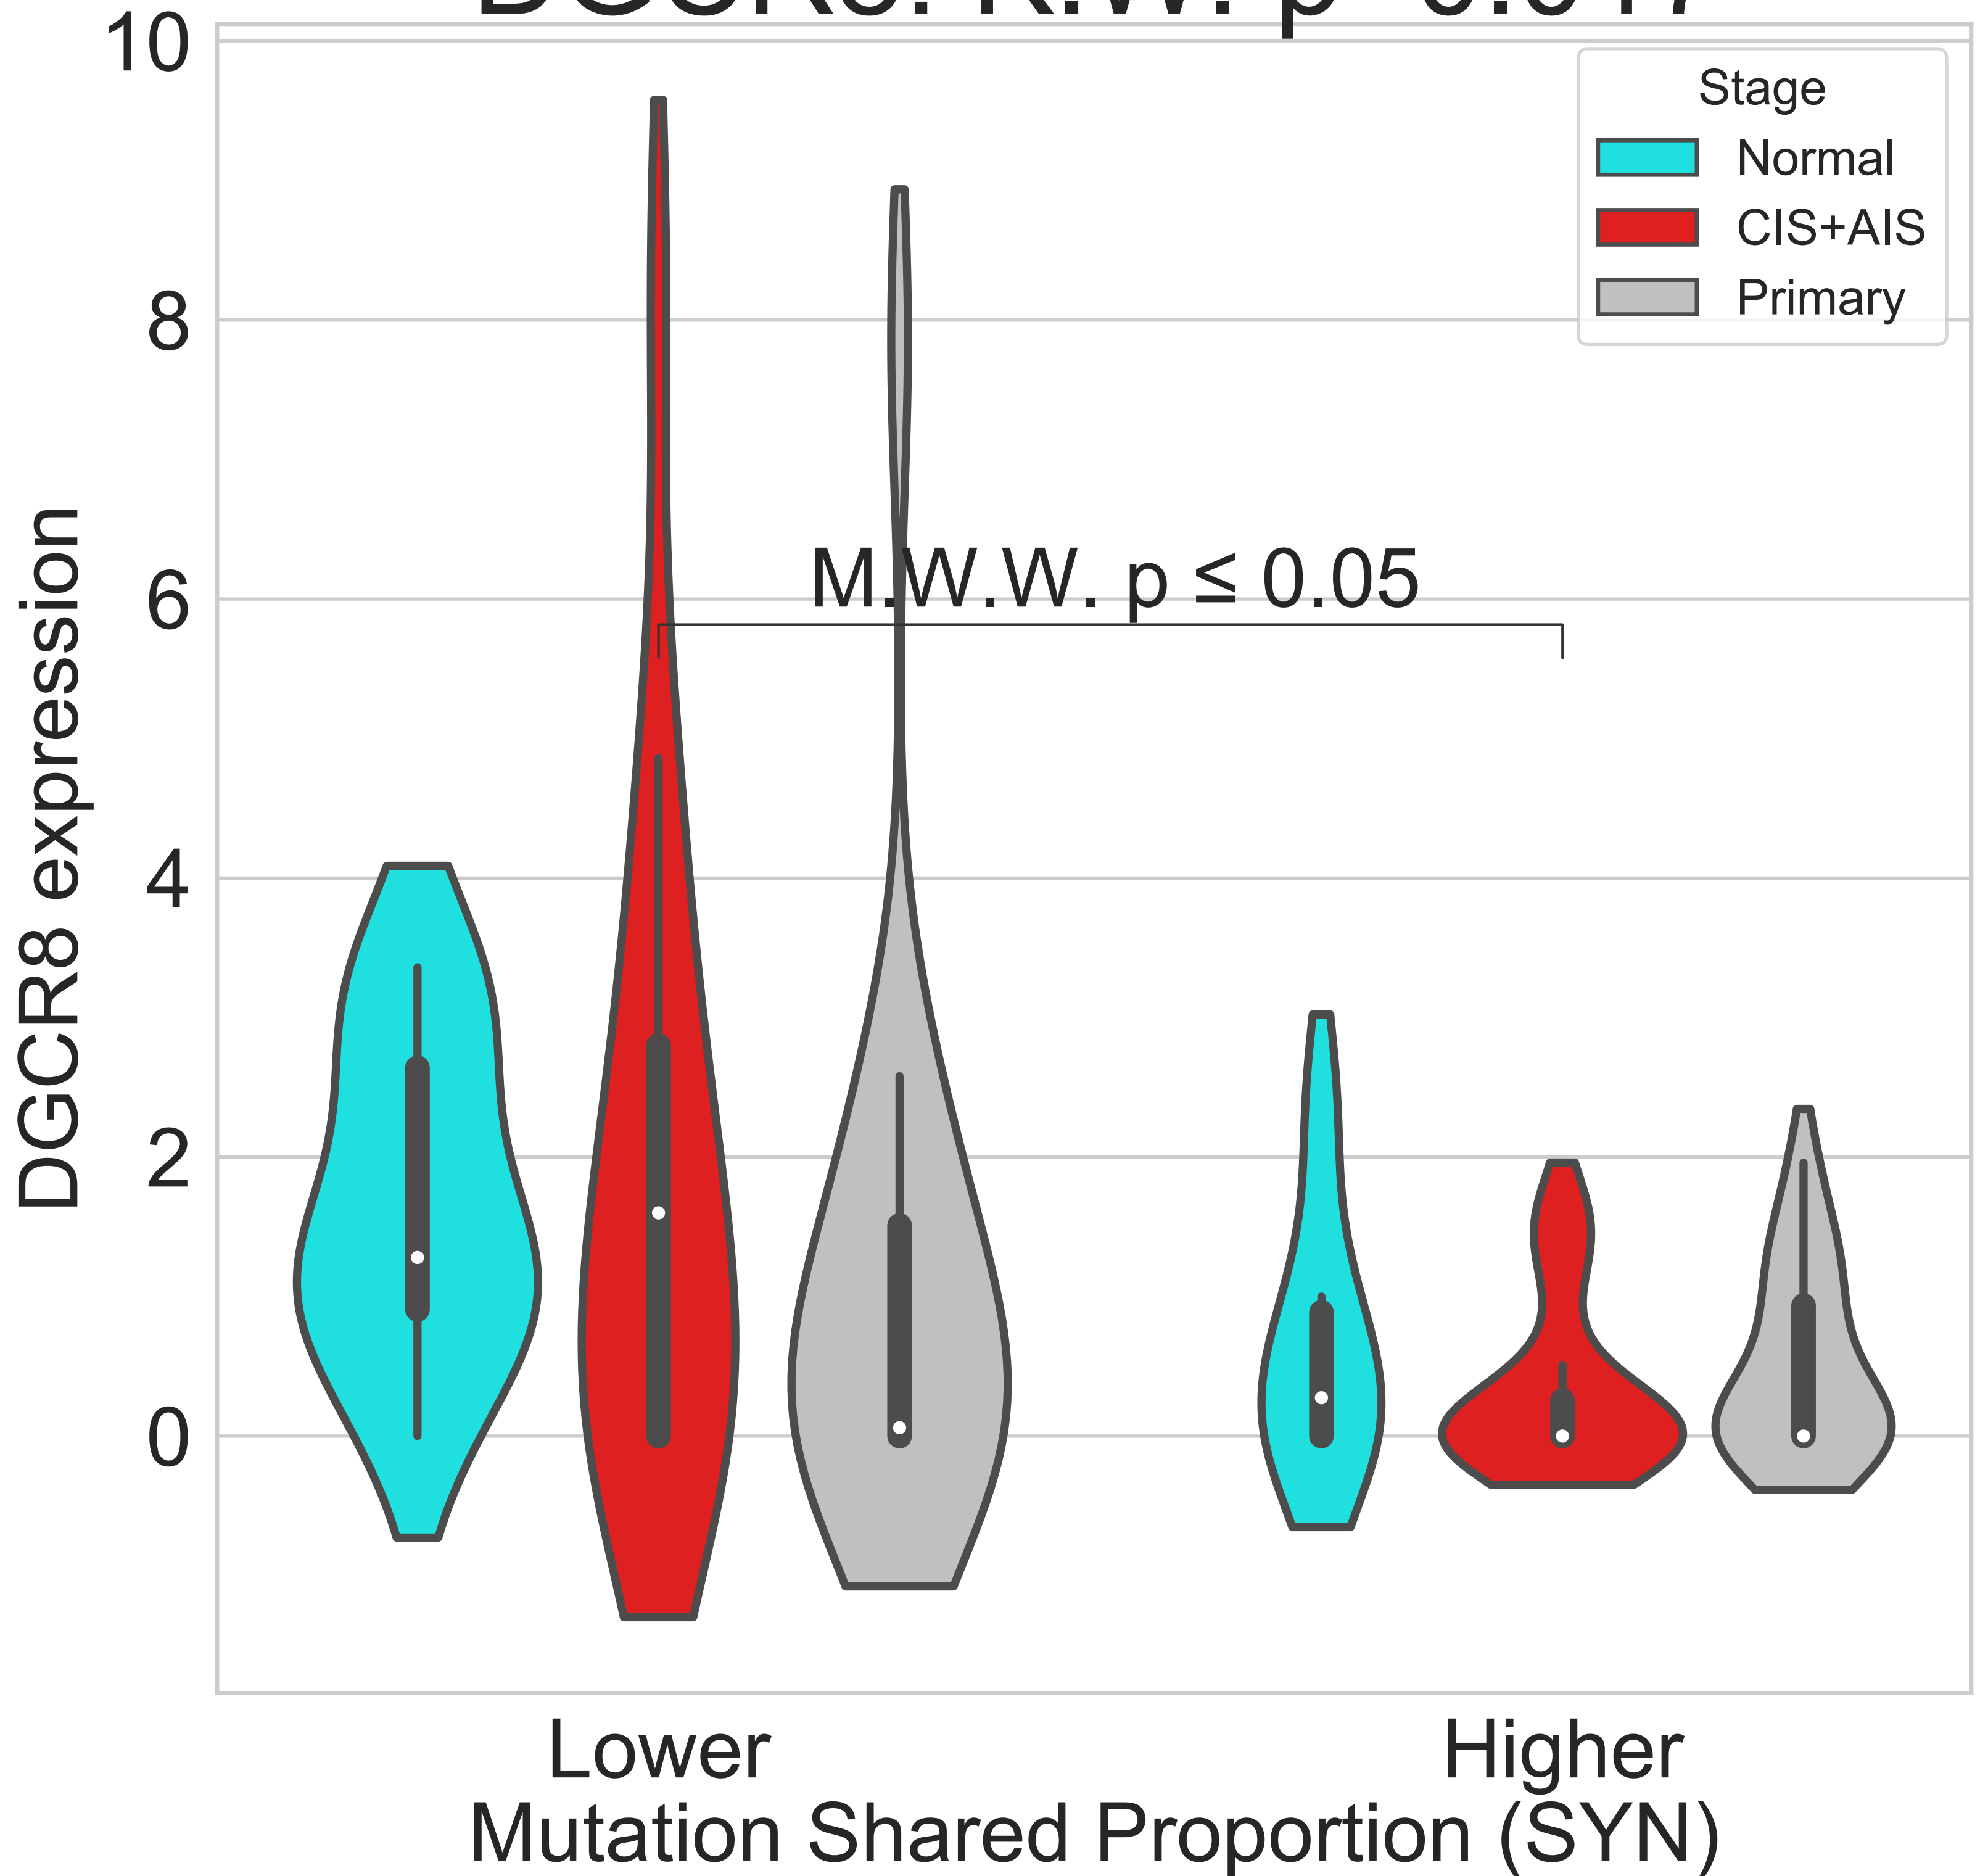 10
Stage
Normal
CIS+AIS
Primary
8
M.W.W. p ≤ 0.05
6
DGCR8 expression
4
2
0
Lower
Higher
Mutation Shared Proportion (SYN)